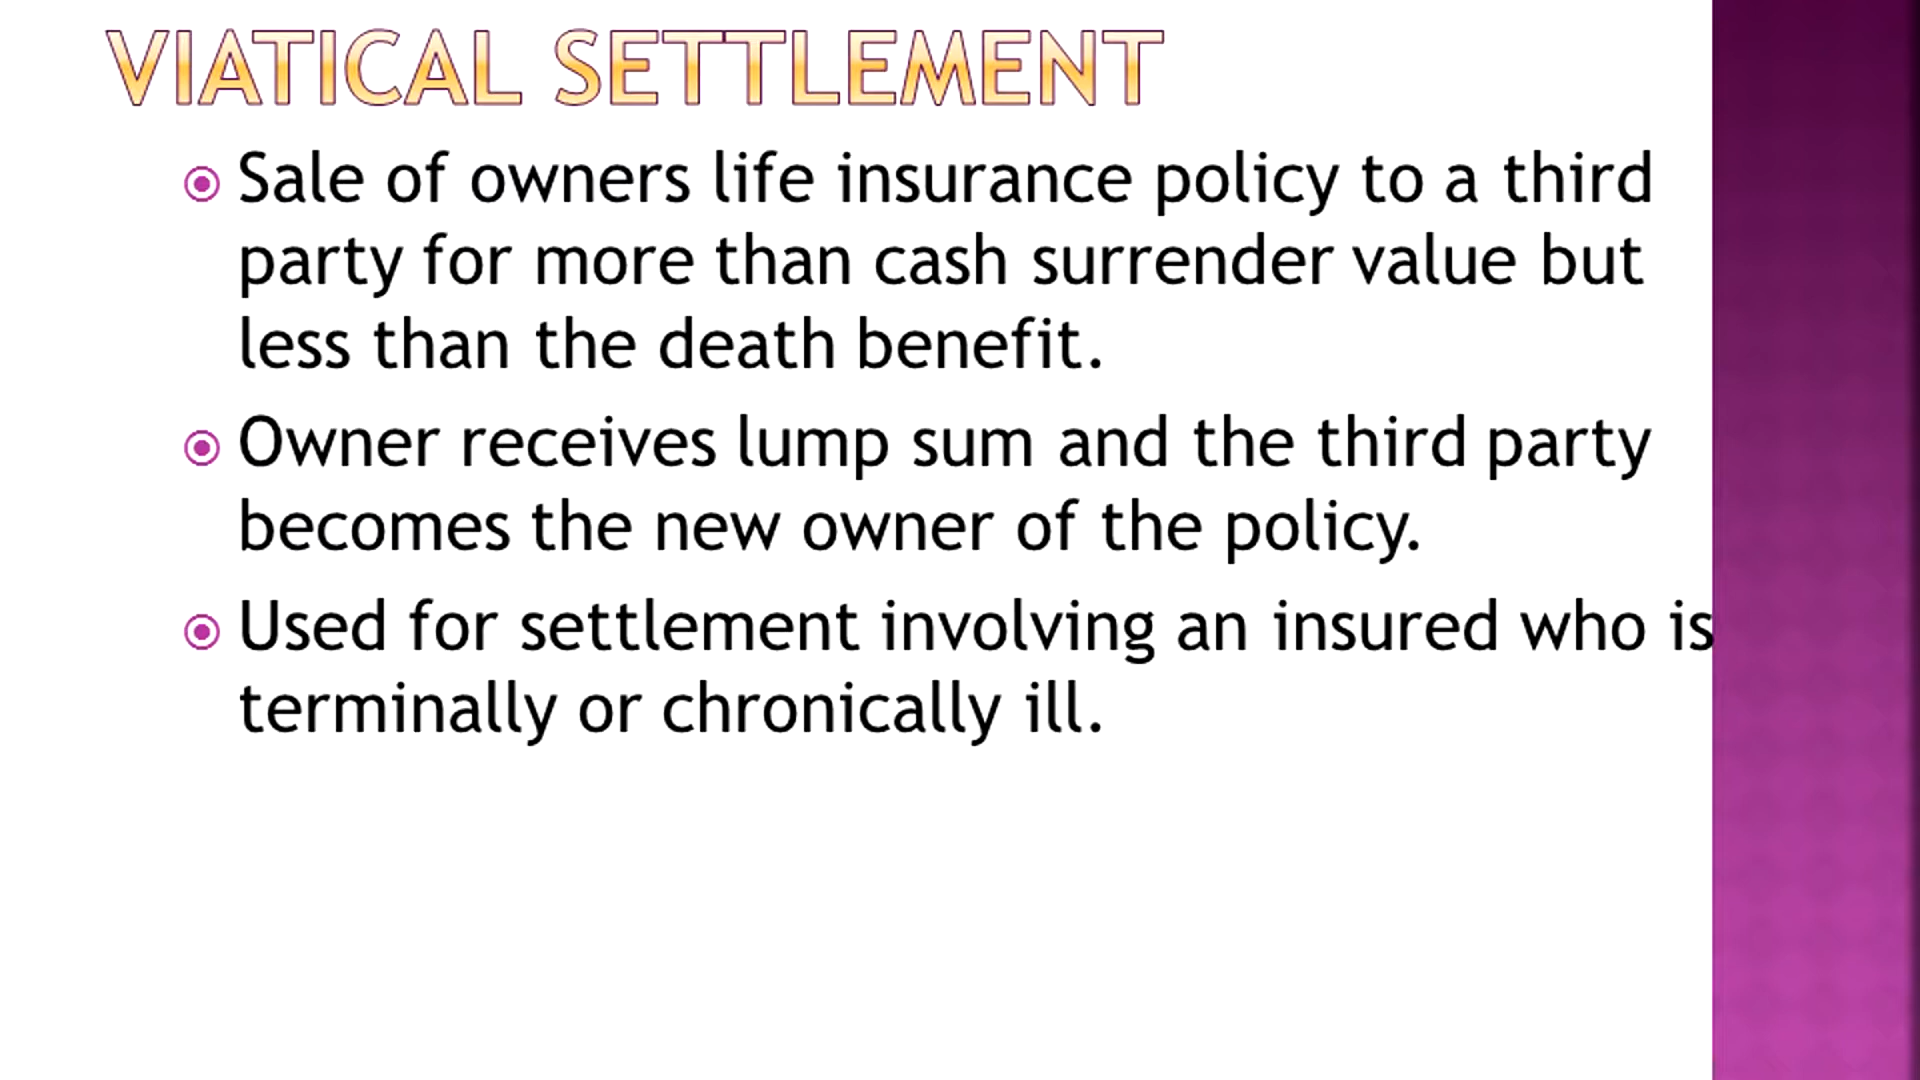 VIATICAL SETTLEMENT
Sale of owners life insurance policy to a third
party for more than cash surrender value but
less than the death benefit.
Owner receives lump sum and the third party
becomes the new owner of the policy.
Used for settlement involving an insured who is
terminally or chronically ill.